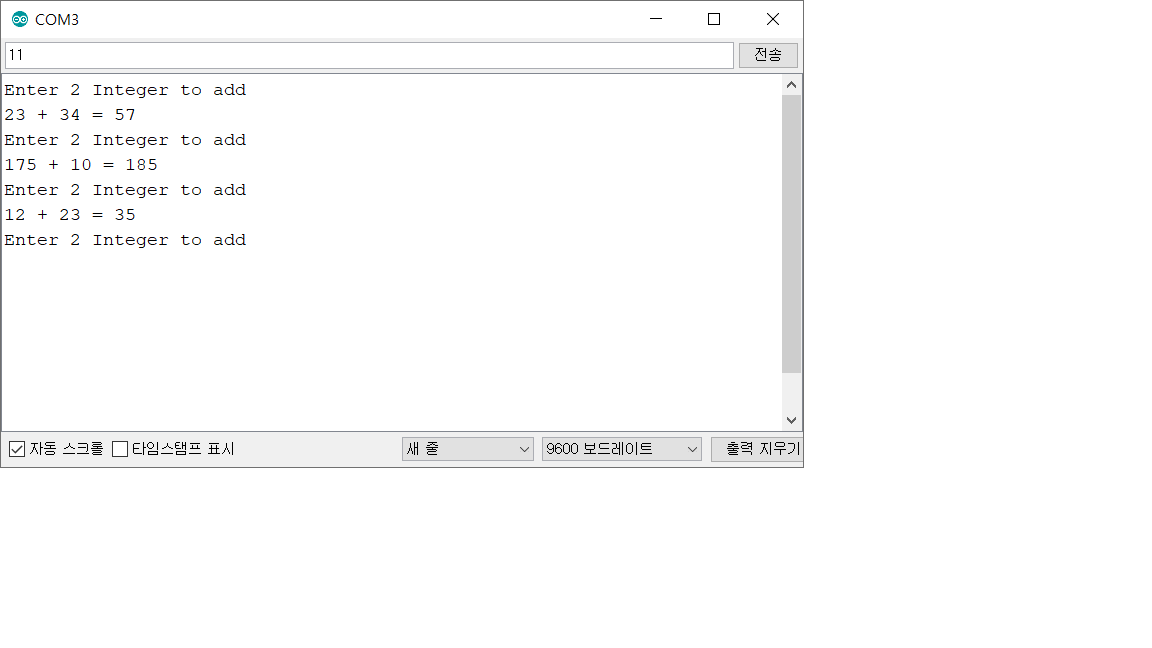 COM3
11
전송
Enter 2 Integer to add
23 + 34 = 57
Enter 2 Integer to add
175 + 10 = 185
Enter 2 Integer to add
12 + 23 = 35
Enter 2 Integer to add
자동 스크롤 타임스탬프 표시 새 줄 9600 보드레이트 출력 지우기